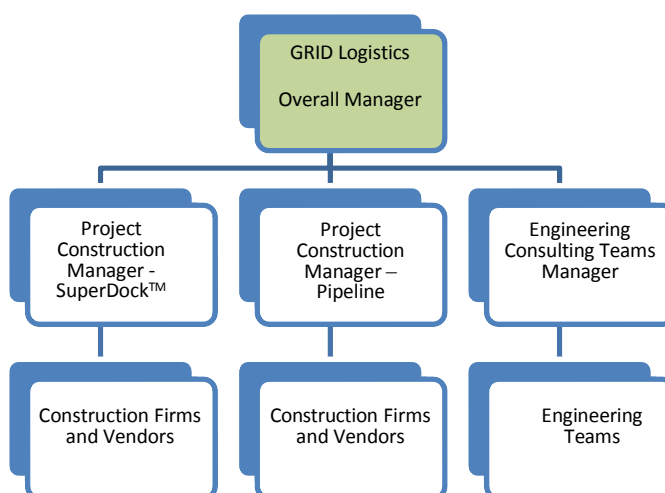 GRID Logistics
Overall Manager
Project
Construction
Manager -
SuperDock™
Project
Construction
Manager –
Pipeline
Engineering
Consulting Teams
Manager
Construction Firms
and Vendors
Construction Firms
and Vendors
Engineering
Teams